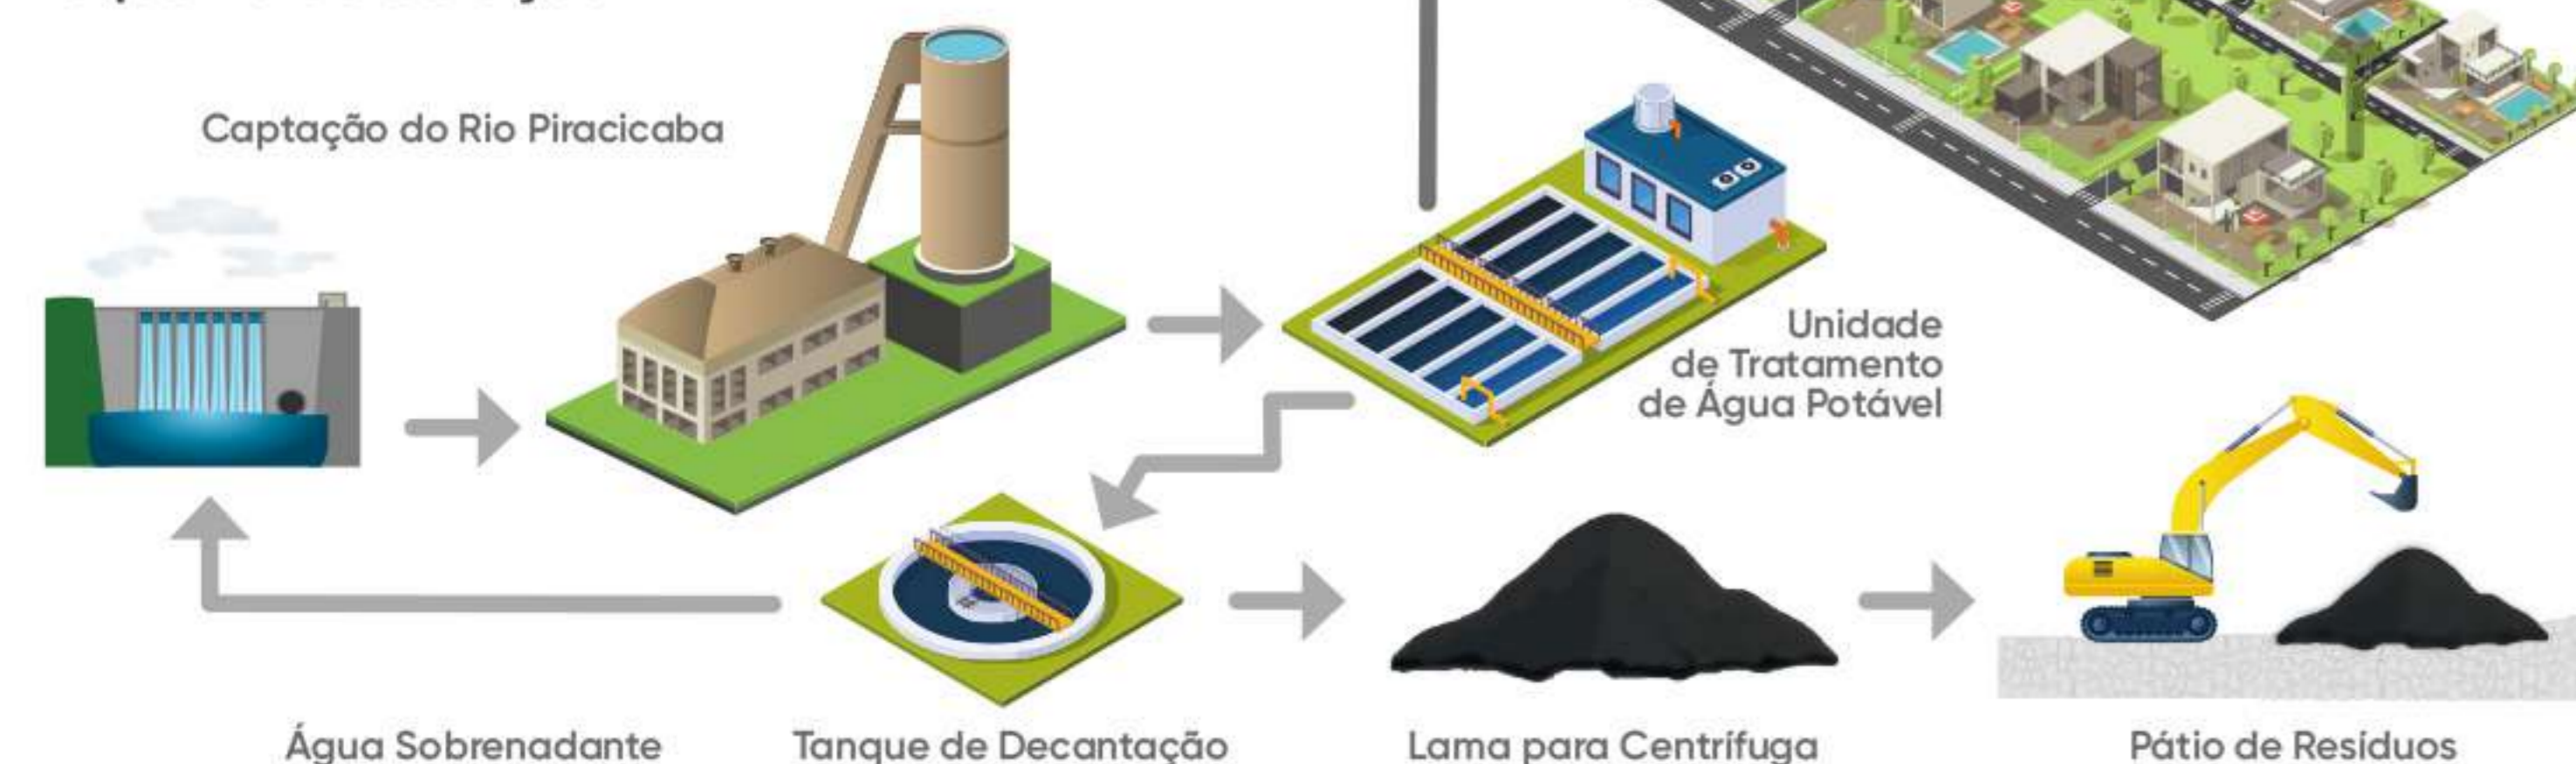 Captação do Rio Piracicaba
Unidade
de Tratamento
de Água Potável
Água Sobrenadante
Tanque de Decantação
Lama para Centrífuga
Pátio de Resíduos